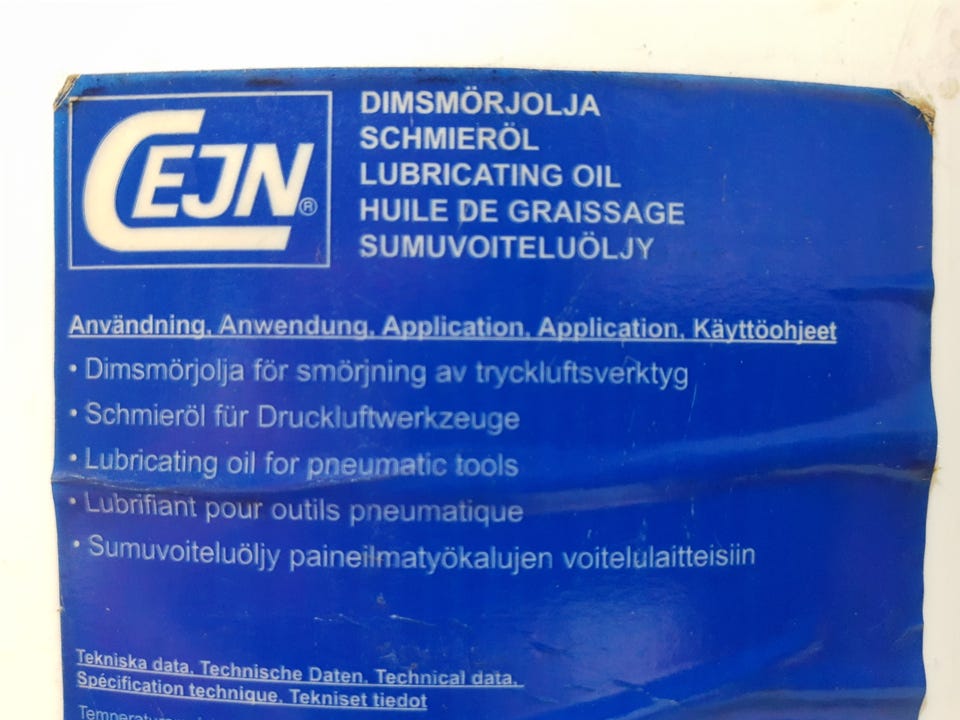 CEJN®
DIMSMÖRJOLJA
SCHMIERÖL
LUBRICATING OIL
HUILE DE GRAISSAGE
SUMUVOITELUÖLJY
Användning, Anwendung, Application, Application, Käyttöohjeet
• Dimsmörjolja för smörjning av tryckluftsverktyg
• Schmieröl für Druckluftwerkzeuge
• Lubricating oil for pneumatic tools
• Lubrifiant pour outils pneumatique
• Sumuvoiteluöljy paineilmatyökalujen voitelulaitteisiin
Tekniska data, Technische Daten, Technical data,
Spécification technique, Tekniset tiedot